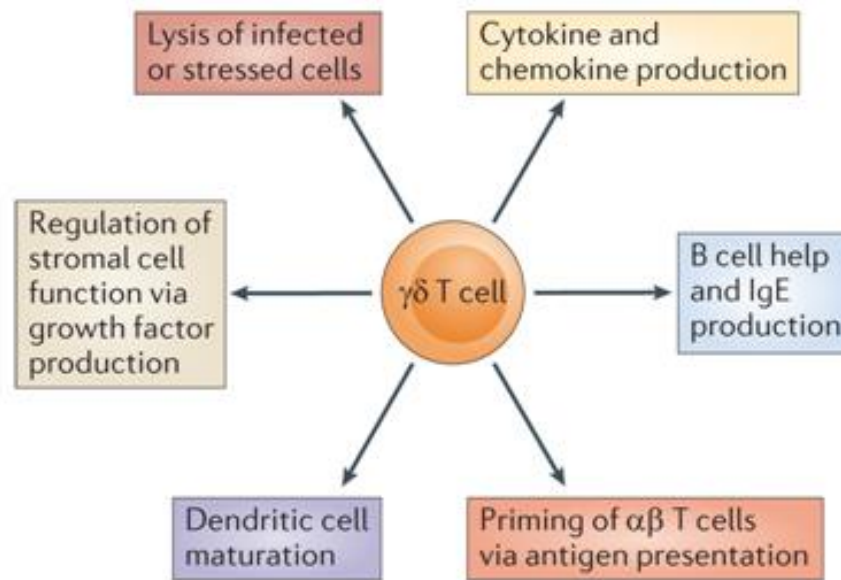 Lysis of infected
or stressed cells
Cytokine and
chemokine production
Regulation of
stromal cell
function via
growth factor
production
γδ T cell
B cell help
and IgE
production
Dendritic cell
maturation
Priming of αβ T cells
via antigen presentation